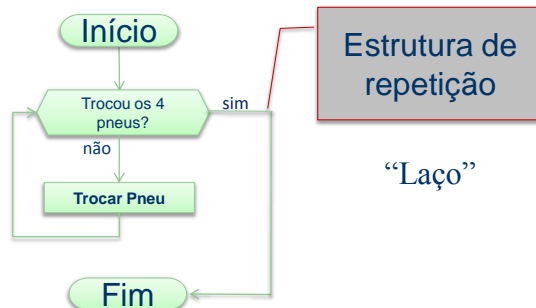 Início
Trocou os 4
pneus?
sim
não
Trocar Pneu
Fim
Estrutura de
repetição
“Laço”